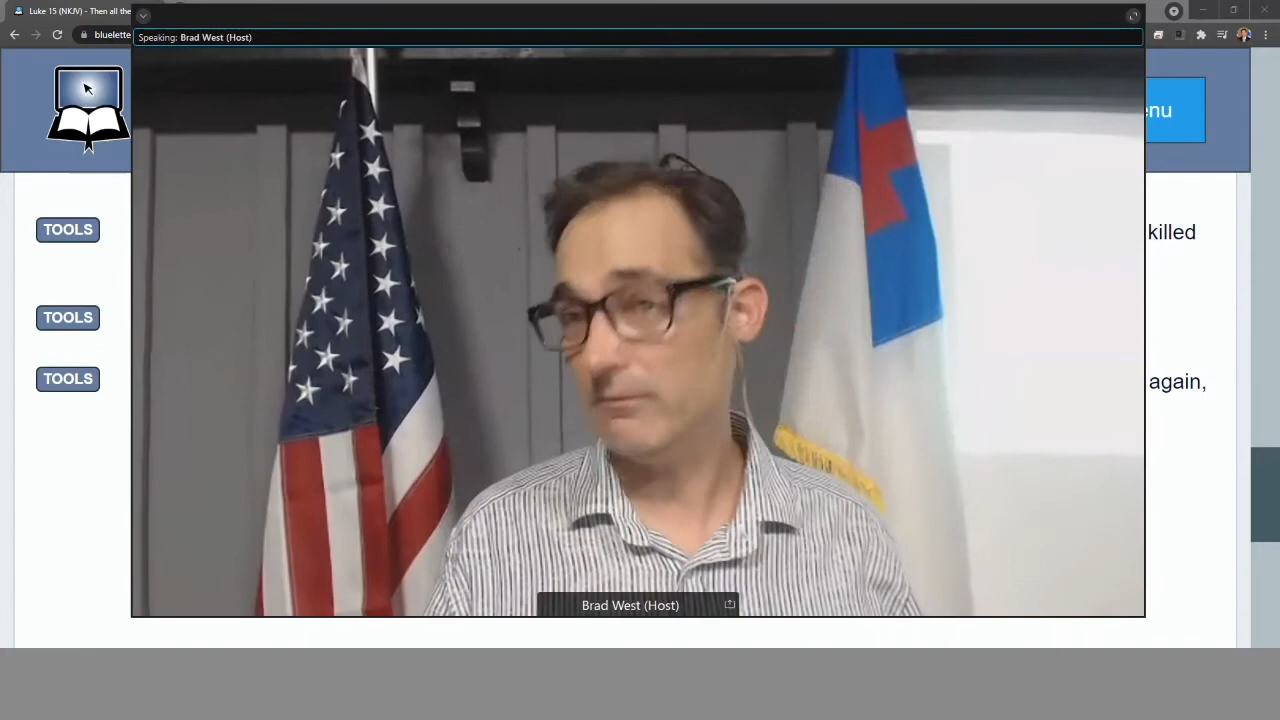 Luke 15 (NKJV) - Then all the
bluelette
Speaking: Brad West (Host)
enu
TOOLS
killed
TOOLS
TOOLS
again,
Brad West (Host)